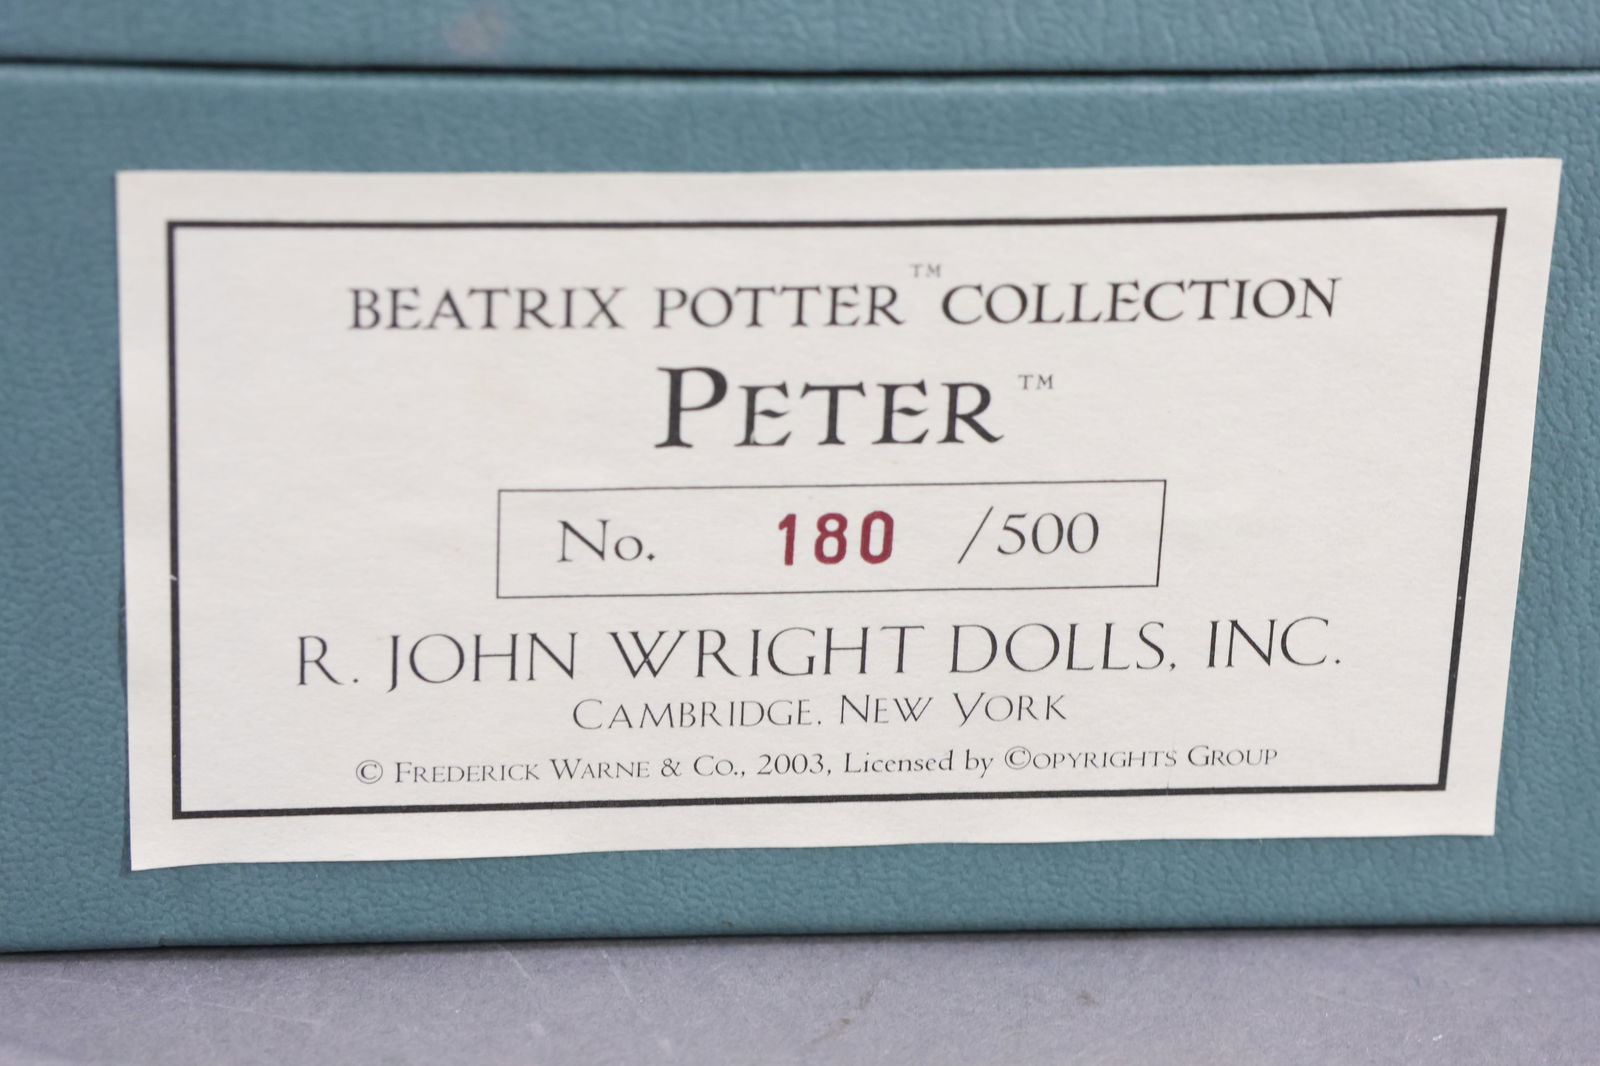 BEATRIX POTTER™ COLLECTION
PETER™
No. 180 /500
R. JOHN WRIGHT DOLLS, INC.
CAMBRIDGE, NEW YORK
© FREDERICK WARNE & CO., 2003, Licensed by ©OPYRIGHTS GROUP